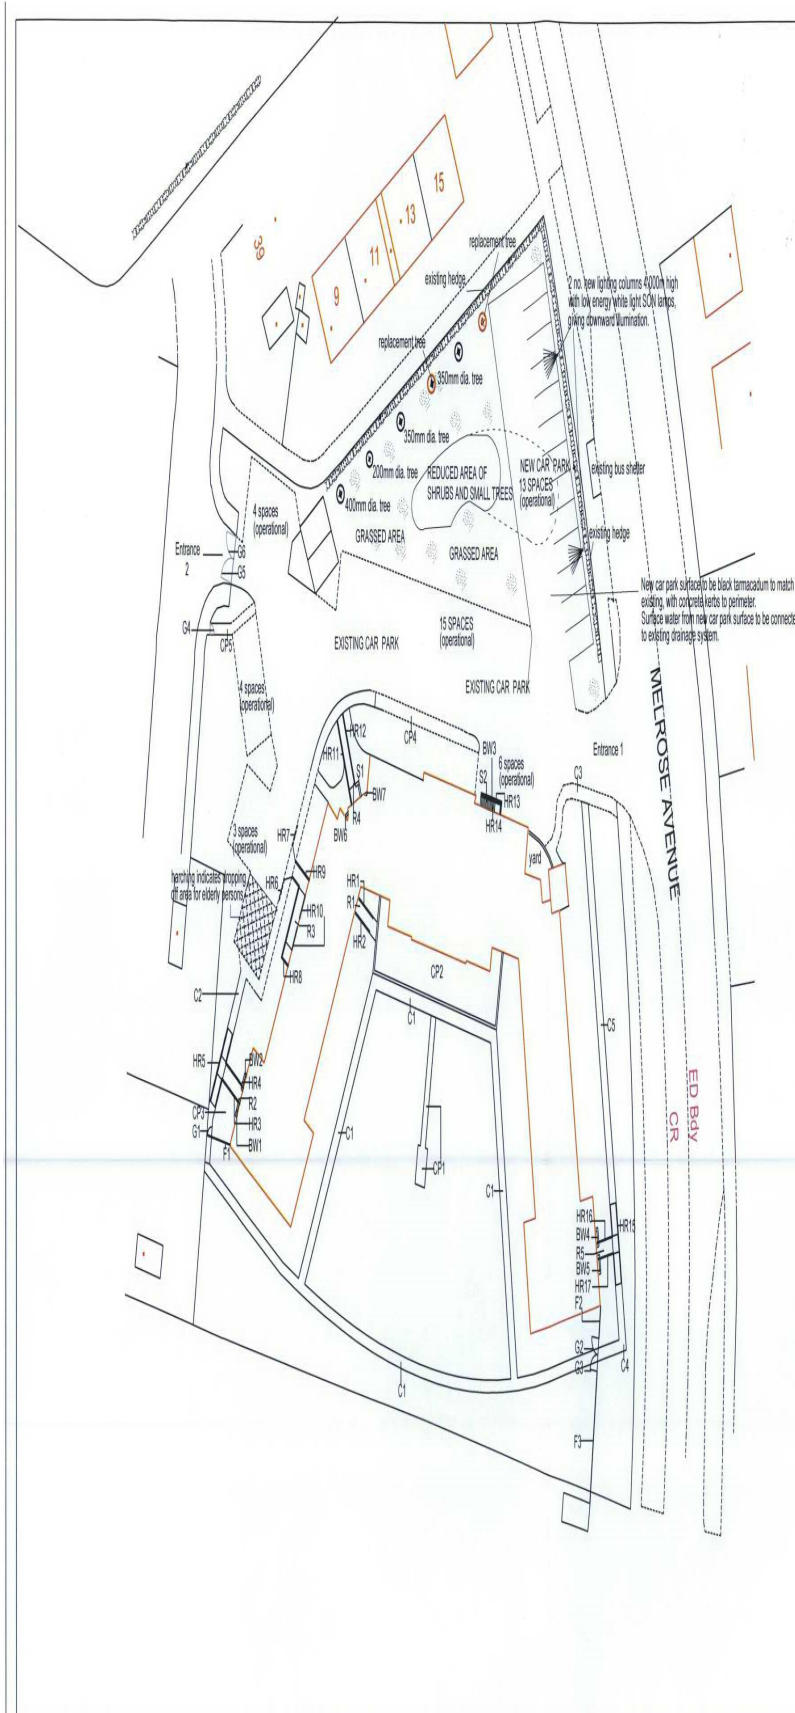 39
9
11
13
15
replacement tree
existing hedge
replacement tree
2 no. new lighting columns 4.000m high
with low energy white light SON lamps,
giving downward illumination.
350mm dia. tree
350mm dia. tree
200mm dia. tree
400mm dia. tree
REDUCED AREA OF
SHRUBS AND SMALL TREES
NEW CAR PARK
13 SPACES
(operational)
existing bus shelter
existing hedge
GRASSED AREA
GRASSED AREA
4 spaces
(operational)
Entrance
2
G6
G5
G4
CP5
New car park surface to be black tarmacadum to match
existing, with concrete kerbs to perimeter.
Surface water from new car park surface to be connecte
to existing drainage system.
15 SPACES
(operational)
EXISTING CAR PARK
EXISTING CAR PARK
4 spaces
(operational)
MELROSE AVENUE
Entrance 1
HR12
HR11
CP4
BW3
S2
6 spaces
(operational)
HR13
HR14
C3
S1
BW7
R4
BW6
3 spaces
(operational)
HR7
yard
hatching indicates dropping
off area for elderly persons
HR6
HR9
HR10
R3
HR8
HR1
R1
HR2
CP2
C2
C1
C5
HR5
BW2
HR4
R2
HR3
BW1
CP3
G1
F1
C1
CP1
C1
ED Bdy
CR
HR16
BW4
R5
BW5
HR17
HR15
F2
G2
G3
C4
C1
F3